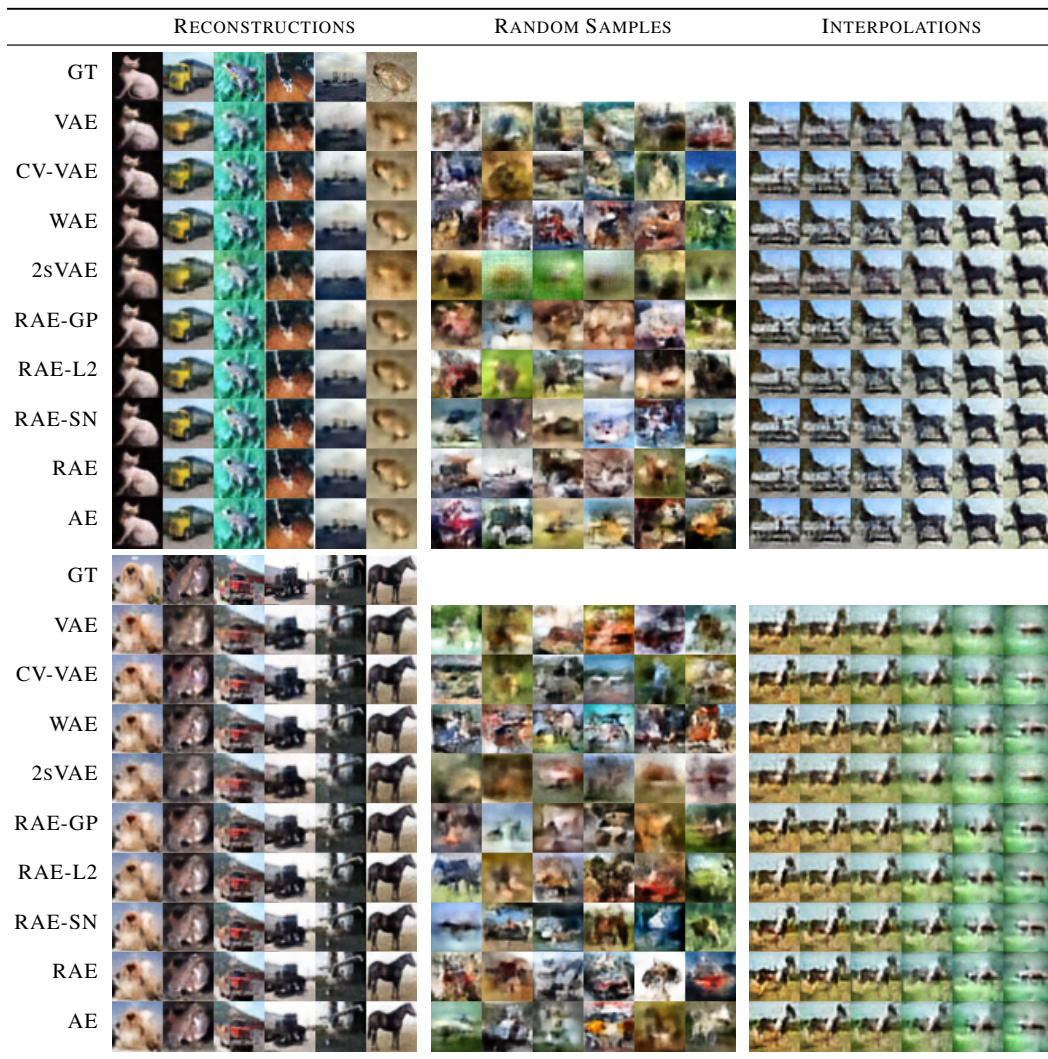 RECONSTRUCTIONS RANDOM SAMPLES INTERPOLATIONS
GT
VAE
CV-VAE
WAE
2SVAE
RAE-GP
RAE-L2
RAE-SN
RAE
AE
GT
VAE
CV-VAE
WAE
2SVAE
RAE-GP
RAE-L2
RAE-SN
RAE
AE